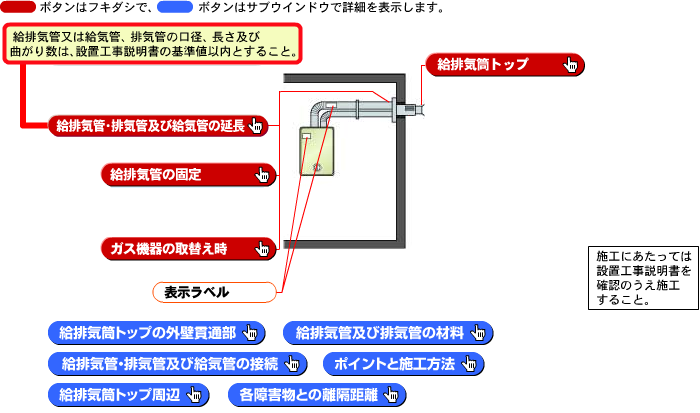 ボタンはフキダシで、 ボタンはサブウインドウで詳細を表示します。
給排気管又は給気管、排気管の口径、長さ及び
曲がり数は、設置工事説明書の基準値以内とすること。
給排気筒トップ
給排気管・排気管及び給気管の延長
給排気管の固定
ガス機器の取替え時
表示ラベル
施工にあたっては
設置工事説明書を
確認のうえ施工
すること。
給排気筒トップの外壁貫通部 給排気管及び排気管の材料
給排気管・排気管及び給気管の接続 ポイントと施工方法
給排気筒トップ周辺 各障害物との離隔距離